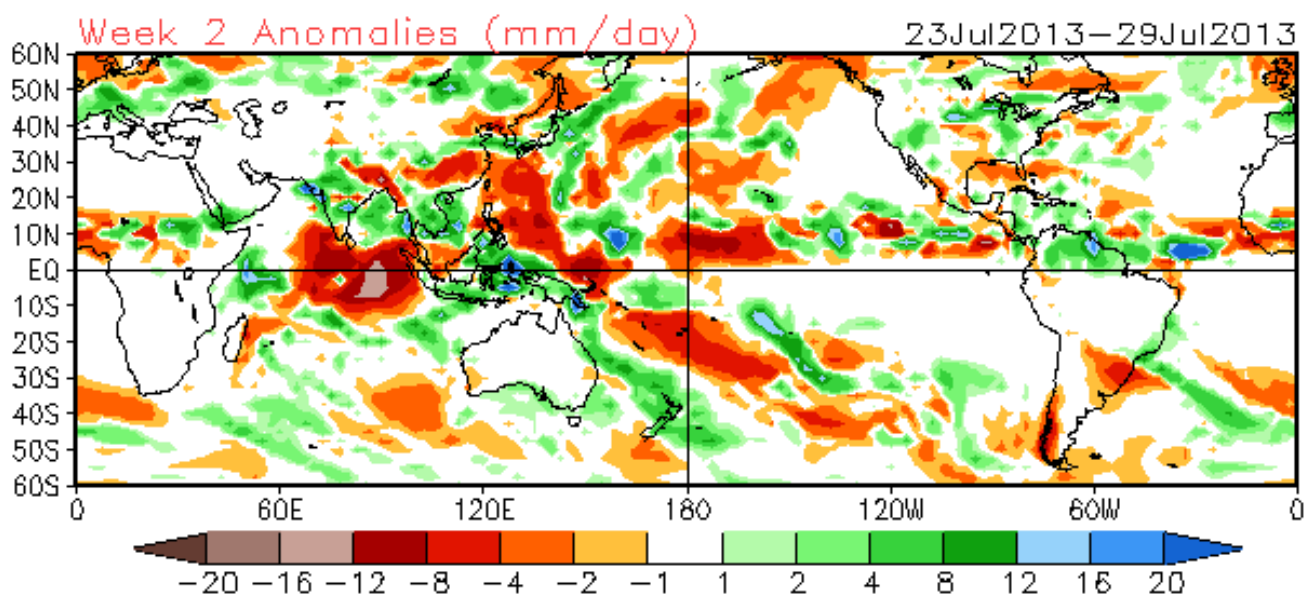 Week 2 Anomalies (mm/day) 23Jul2013–29Jul2013
60N
50N
40N
30N
20N
10N
EQ
10S
20S
30S
40S
50S
60S
0 60E 120E 180 120W 60W 0
−20 −16 −12 −8 −4 −2 −1 1 2 4 8 12 16 20